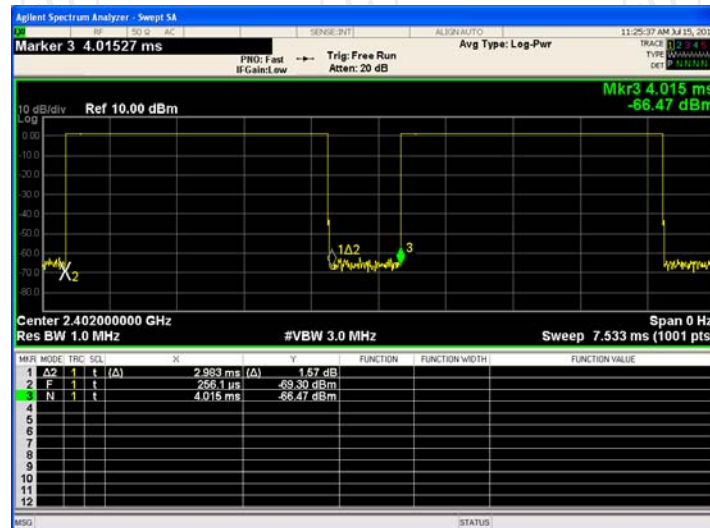 Agilent Spectrum Analyzer - Swept SA
RF 50 Ω AC SENSE:INT ALIGN AUTO 11:25:37 AM Jul 15, 201
Marker 3 4.01527 ms
PNO: Fast
IFGain:Low
Trig: Free Run
Atten: 20 dB
Avg Type: Log-Pwr
TRACE 1 2 3 4 5
TYPE
DET P N N N N
Mkr3 4.015 ms
-66.47 dBm
10 dB/div Ref 10.00 dBm
Log
0.00
-10.0
-20.0
-30.0
-40.0
-50.0
-60.0
-70.0
-80.0
1Δ2
3
2
Center 2.402000000 GHz Span 0 Hz
Res BW 1.0 MHz #VBW 3.0 MHz Sweep 7.533 ms (1001 pts
MKR MODE TRC SCL X Y FUNCTION FUNCTION WIDTH FUNCTION VALUE
1 Δ2 1 t (Δ) 2.983 ms (Δ) 1.57 dB
2 F 1 t 256.1 µs -69.30 dBm
3 N 1 t 4.015 ms -66.47 dBm
4
5
6
7
8
9
10
11
12
MSG STATUS